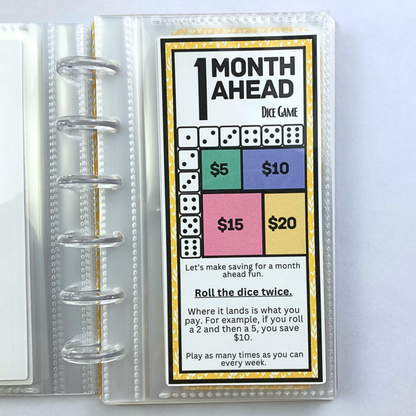 1 MONTH
AHEAD
DICE GAME
$5 $10
$15 $20
Let's make saving for a month
ahead fun.
Roll the dice twice.
Where it lands is what you
pay. For example, if you roll
a 2 and then a 5, you save
$10.
Play as many times as you can
every week.